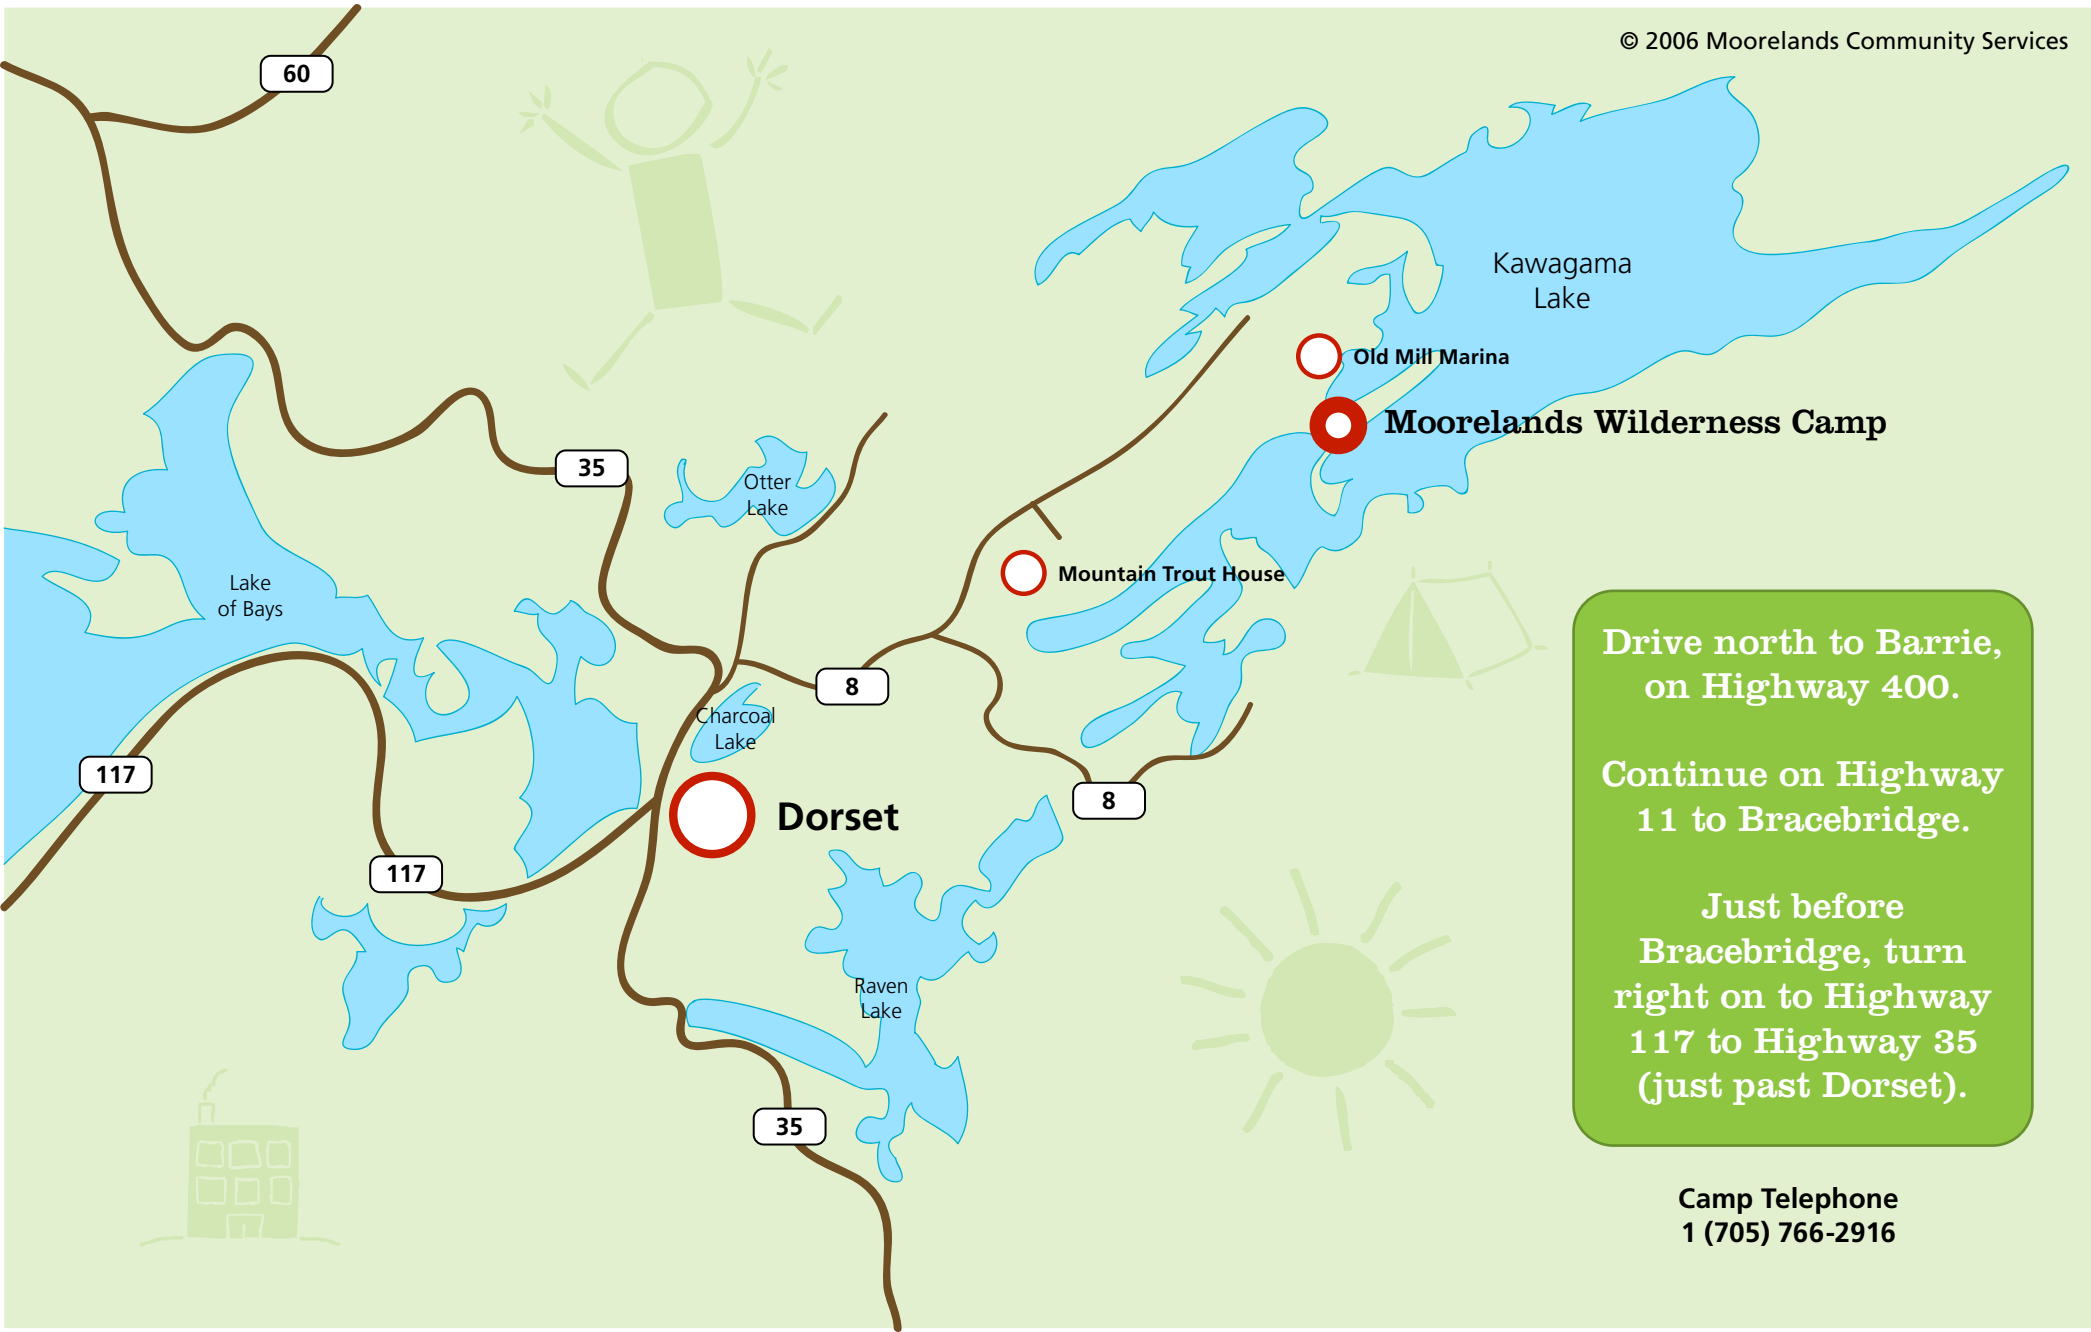 © 2006 Moorelands Community Services
60
Kawagama
Lake
Old Mill Marina
Moorelands Wilderness Camp
35
Otter
Lake
Mountain Trout House
Lake
of Bays
8
Charcoal
Lake
117
8
Dorset
117
Raven
Lake
35
Drive north to Barrie,
on Highway 400.
Continue on Highway
11 to Bracebridge.
Just before
Bracebridge, turn
right on to Highway
117 to Highway 35
(just past Dorset).
Camp Telephone
1 (705) 766-2916